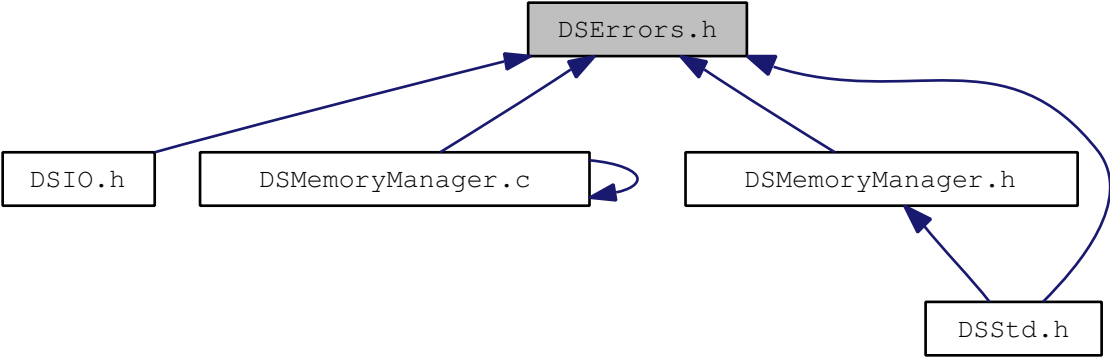 DSErrors.h
DSIO.h
DSMemoryManager.c
DSMemoryManager.h
DSStd.h